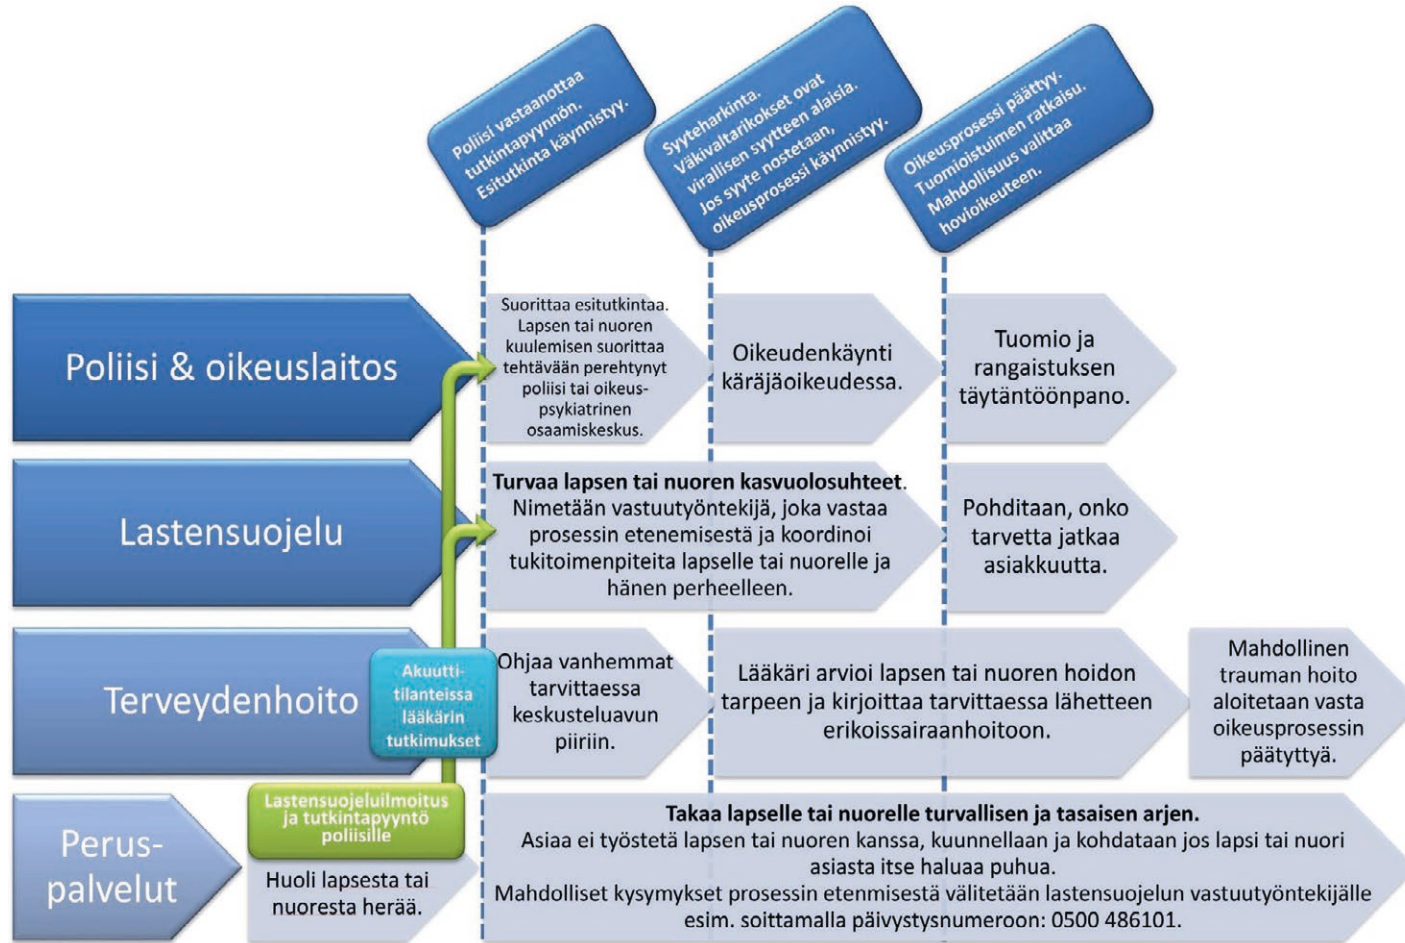 Poliisi vastaanottaa
tutkintapyynnön.
Esitutkinta käynnistyy.
Syyteharkinta.
Väkivaltarikokset ovat
virallisen syytteen alaisia.
Jos syyte nostetaan,
oikeusprosessi käynnistyy.
Oikeusprosessi päättyy.
Tuomioistuimen ratkaisu.
Mahdollisuus valittaa
hovioikeuteen.
Poliisi & oikeuslaitos
Suorittaa esitutkintaa.
Lapsen tai nuoren
kuulemisen suorittaa
tehtävään perehtynyt
poliisi tai oikeus-
psykiatrinen
osaamiskeskus.
Oikeudenkäynti
käräjäoikeudessa.
Tuomio ja
rangaistuksen
täytäntöönpano.
Lastensuojelu
Turvaa lapsen tai nuoren kasvuolosuhteet.
Nimetään vastuutyöntekijä, joka vastaa
prosessin etenemisestä ja koordinoi
tukitoimenpiteita lapselle tai nuorelle ja
hänen perheelleen.
Pohditaan, onko
tarvetta jatkaa
asiakkuutta.
Terveydenhoito
Akuutti-
tilanteissa
lääkärin
tutkimukset
Ohjaa vanhemmat
tarvittaessa
keskusteluavun
piiriin.
Lääkäri arvioi lapsen tai nuoren hoidon
tarpeen ja kirjoittaa tarvittaessa lähetteen
erikoissairaanhoitoon.
Mahdollinen
trauman hoito
aloitetaan vasta
oikeusprosessin
päätyttyä.
Perus-
palvelut
Lastensuojeluilmoitus
ja tutkintapyyntö
poliisille
Huoli lapsesta tai
nuoresta herää.
Takaa lapselle tai nuorelle turvallisen ja tasaisen arjen.
Asiaa ei työstetä lapsen tai nuoren kanssa, kuunnellaan ja kohdataan jos lapsi tai nuori
asiasta itse haluaa puhua.
Mahdolliset kysymykset prosessin etenmisestä välitetään lastensuojelun vastuutyöntekijälle
esim. soittamalla päivystysnumeroon: 0500 486101.